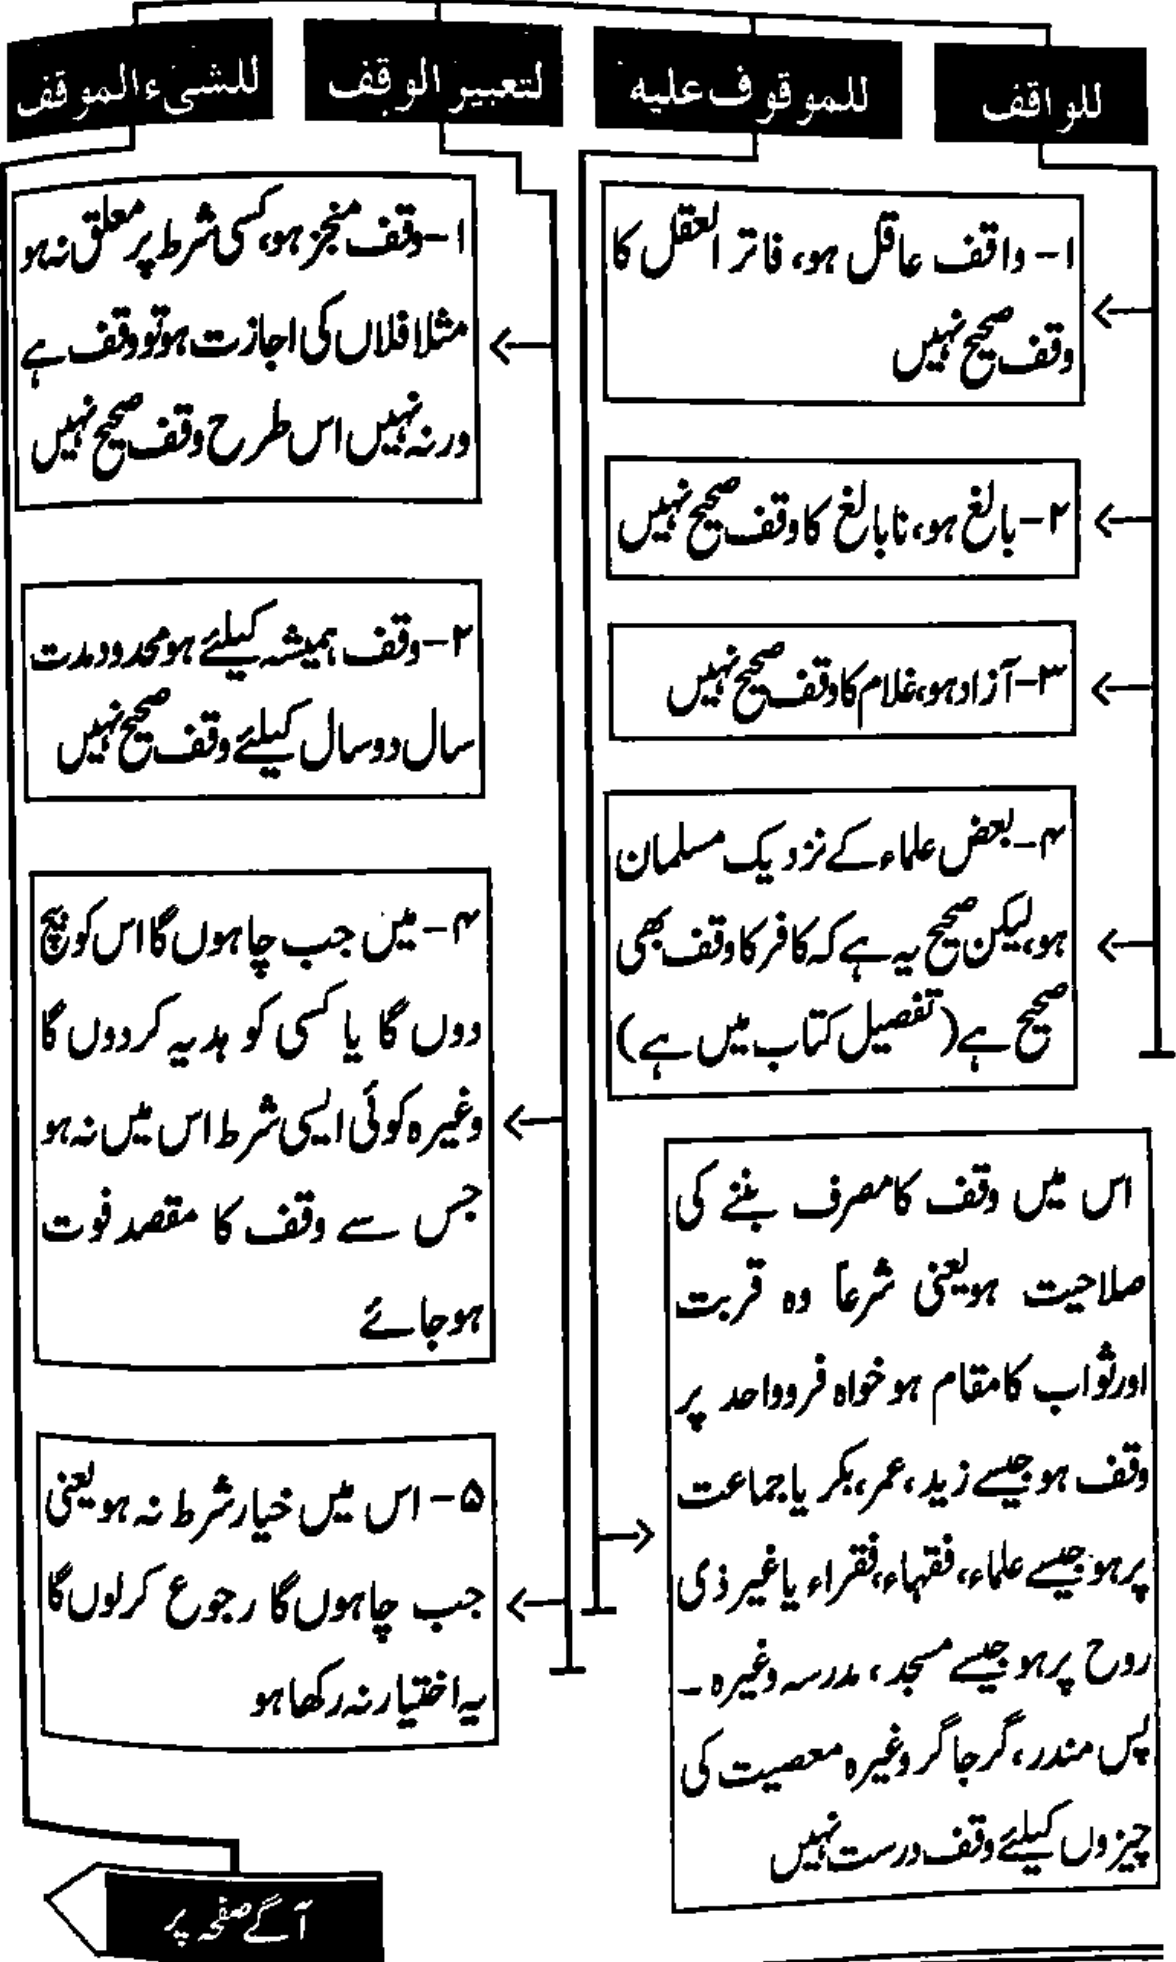 للواقف
للموقوف علیه
لتعبیر الوقف
للشیء الموقف
۱- واقف عاقل ہو، فاتر العقل کا
وقف صحیح نہیں
۲- بالغ ہو، نابالغ کا وقف صحیح نہیں
۳- آزاد ہو، غلام کا وقف صحیح نہیں
۴- بعض علماء کے نزدیک مسلمان
ہو، لیکن صحیح یہ ہے کہ کافر کا وقف بھی
صحیح ہے (تفصیل کتاب میں ہے)
اس میں وقف کا مصرف بننے کی
صلاحیت ہو یعنی شرعاً وہ قربت
اور ثواب کا مقام ہو خواہ فرد واحد پر
وقف ہو جیسے زید، عمر، بکر یا جماعت
پر ہو جیسے علماء، فقہاء، فقراء یا غیر ذی
روح پر ہو جیسے مسجد، مدرسہ وغیرہ -
پس مندر، گرجا گر وغیرہ معصیت کی
چیزوں کیلئے وقف درست نہیں
۱- وقف منجز ہو، کسی شرط پر معلق نہ ہو
مثلا فلاں کی اجازت ہو تو وقف ہے
ورنہ نہیں اس طرح وقف صحیح نہیں
۲- وقف ہمیشہ کیلئے ہو محدود مدت
سال دو سال کیلئے وقف صحیح نہیں
۴- میں جب چاہوں گا اس کو بیچ
دوں گا یا کسی کو ہدیہ کردوں گا
وغیرہ کوئی ایسی شرط اس میں نہ ہو
جس سے وقف کا مقصد فوت
ہو جائے
۵- اس میں خیار شرط نہ ہو یعنی
جب چاہوں گا رجوع کرلوں گا
یہ اختیار نہ رکھا ہو
آگے صفحہ پر